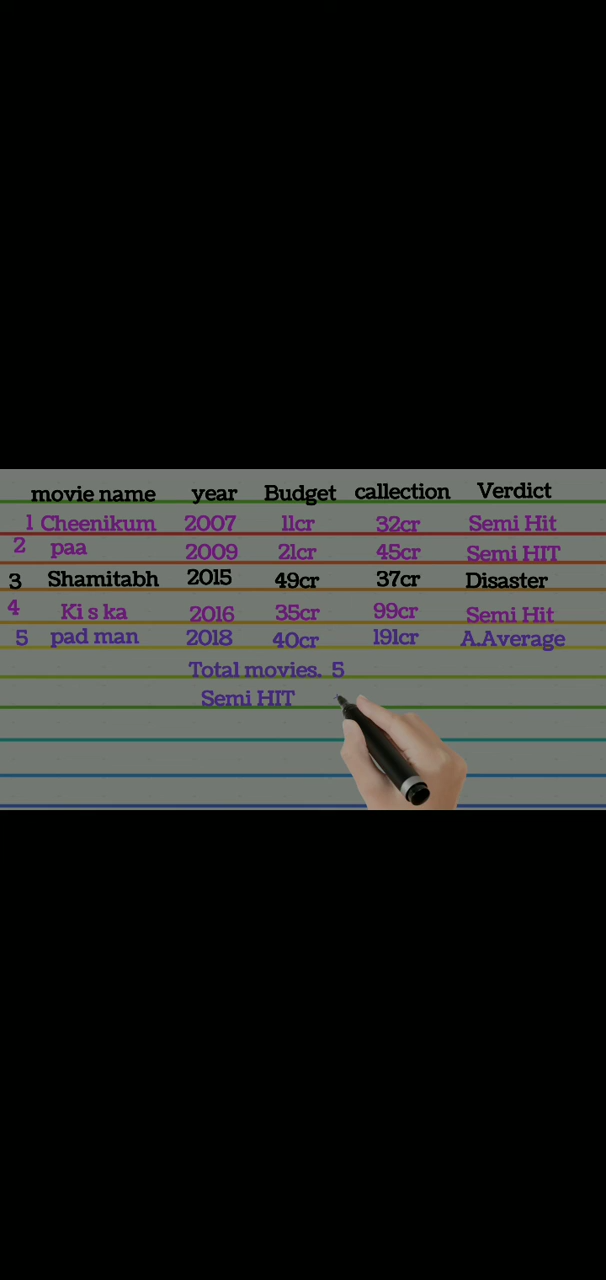 movie name year Budget callection Verdict
1 Cheenikum 2007 11cr 32cr Semi Hit
2 paa 2009 21cr 45cr Semi HIT
3 Shamitabh 2015 49cr 37cr Disaster
4 Ki s ka 2016 35cr 99cr Semi Hit
5 pad man 2018 40cr 191cr A.Average
Total movies. 5
Semi HIT